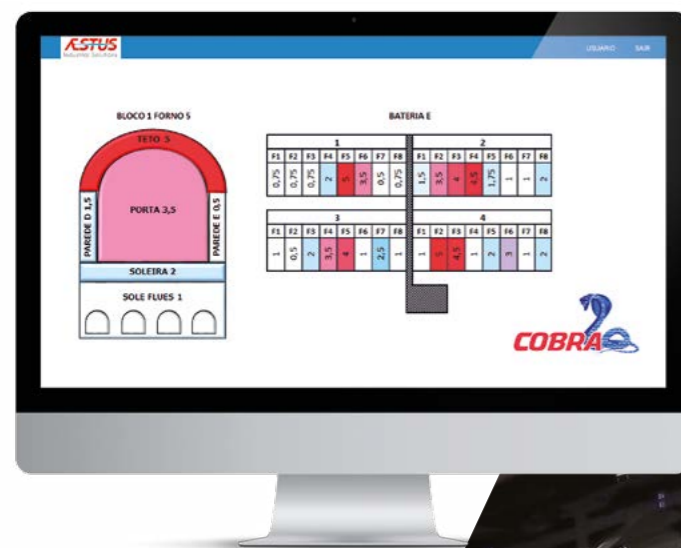 ÆSTUS
Industrial Solutions
USUARIO SAIR
BLOCO 1 FORNO 5
TETO 5
PORTA 3,5
PAREDE D 1,5
PAREDE E 0,5
SOLEIRA 2
SOLE FLUES 1
BATERIA E
1 2
F1 F2 F3 F4 F5 F6 F7 F8 F1 F2 F3 F4 F5 F6 F7 F8
0,75 0,75 0,75 2 5 3,5 0,5 0,75 1,5 3,5 4 4,5 1,75 1 1 2
3 4
F1 F2 F3 F4 F5 F6 F7 F8 F1 F2 F3 F4 F5 F6 F7 F8
1 0,5 2 3,5 4 1 2,5 1 1 5 4,5 1 2 3 1 2
COBRA